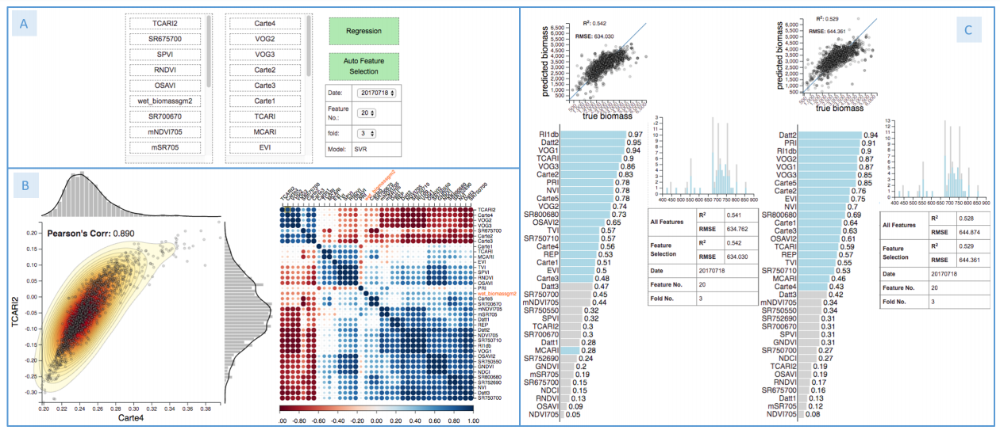 A
TCARI2
SR675700
SPVI
RNDVI
OSAVI
wet_biomassgm2
SR700670
mNDVI705
mSR705
Carte4
VOG2
VOG3
Carte2
Carte3
Carte1
TCARI
MCARI
EVI
Regression
Auto Feature
Selection
Date: 20170718
Feature
No.: 20
fold: 3
Model: SVR
B
Pearson's Corr: 0.890
TCARI2
0.20
0.15
0.10
0.05
0.00
-0.05
-0.10
-0.15
-0.20
-0.25
-0.30
0.20 0.22 0.24 0.26 0.28 0.30 0.32 0.34 0.36 0.38
Carte4
wet_biomassgm2
TCARI2
Carte4
VOG2
VOG3
SR675700
Carte2
Carte3
Carte1
TCARI
MCARI
EVI
TVI
SPVI
RNDVI
OSAVI
PRI
wet_biomassgm2
Carte5
SR700670
mNDVI705
mSR705
Datt1
REP
Datt2
NDVI705
SR750710
RI1db
VOG1
OSAVI2
SR750550
GNDVI
NDCI
SR800680
SR752690
NVI
Datt3
SR750700
.00 -0.80 -0.60 -0.40 -0.20 0.00 0.20 0.40 0.60 0.80 1.00
C
R²: 0.542
RMSE: 634.030
predicted biomass
6,500
6,000
5,500
5,000
4,500
4,000
3,500
3,000
2,500
2,000
1,500
1,000
500
true biomass
RI1db 0.97
Datt2 0.95
VOG1 0.94
TCARI 0.9
VOG3 0.86
Carte2 0.83
PRI 0.78
NVI 0.78
Carte5 0.78
VOG2 0.74
SR800680 0.73
OSAVI2 0.65
TVI 0.57
SR750710 0.57
Carte4 0.56
REP 0.53
Carte1 0.51
EVI 0.5
Carte3 0.48
Datt3 0.47
SR750700 0.45
mNDVI705 0.44
SR750550 0.32
SPVI 0.32
TCARI2 0.3
SR700670 0.3
Datt1 0.28
MCARI 0.28
SR752690 0.24
GNDVI 0.2
mSR705 0.19
SR675700 0.15
NDCI 0.15
RNDVI 0.13
OSAVI 0.09
NDVI705 0.05
13
12
11
10
9
8
7
6
5
4
3
2
1
400 450 500 550 600 650 700 750 800 850 900
All Features R² 0.541
RMSE 634.762
Feature
Selection R² 0.542
RMSE 634.030
Date 20170718
Feature No. 20
Fold No. 3
R²: 0.529
RMSE: 644.361
predicted biomass
6,000
5,500
5,000
4,500
4,000
3,500
3,000
2,500
2,000
1,500
1,000
500
true biomass
Datt2 0.94
PRI 0.91
RI1db 0.9
VOG2 0.87
VOG1 0.87
VOG3 0.85
Carte5 0.85
Carte2 0.76
EVI 0.75
NVI 0.7
SR800680 0.69
Carte1 0.64
Carte3 0.63
OSAVI2 0.61
TCARI 0.59
REP 0.57
TVI 0.55
SR750710 0.53
MCARI 0.46
Carte4 0.43
Datt3 0.42
mNDVI705 0.34
SR750550 0.34
SR752690 0.31
SR700670 0.31
SPVI 0.31
GNDVI 0.31
SR750700 0.27
NDCI 0.27
TCARI2 0.19
OSAVI 0.19
RNDVI 0.17
SR675700 0.16
Datt1 0.13
mSR705 0.12
NDVI705 0.08
13
12
11
10
9
8
7
6
5
4
3
2
1
400 450 500 550 600 650 700 750 800 850 900
All Features R² 0.528
RMSE 644.874
Feature
Selection R² 0.529
RMSE 644.361
Date 20170718
Feature No. 20
Fold No. 3